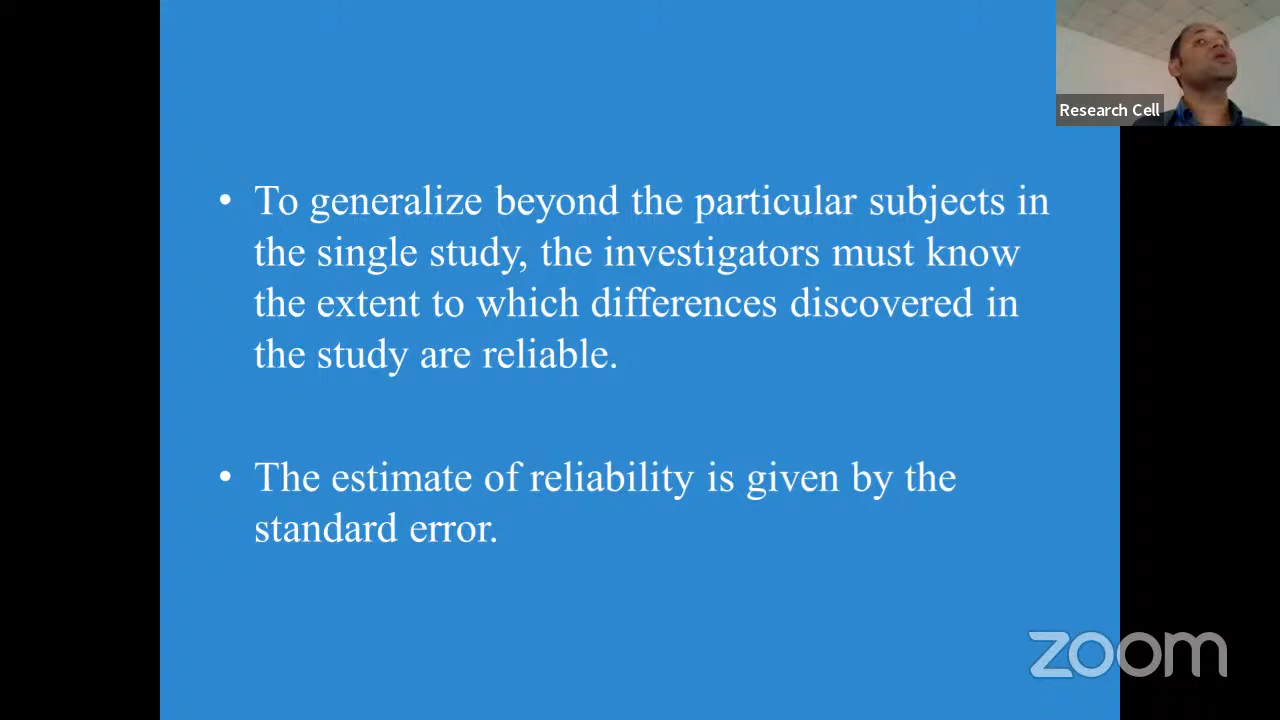 Research Cell
• To generalize beyond the particular subjects in
the single study, the investigators must know
the extent to which differences discovered in
the study are reliable.
• The estimate of reliability is given by the
standard error.
zoom